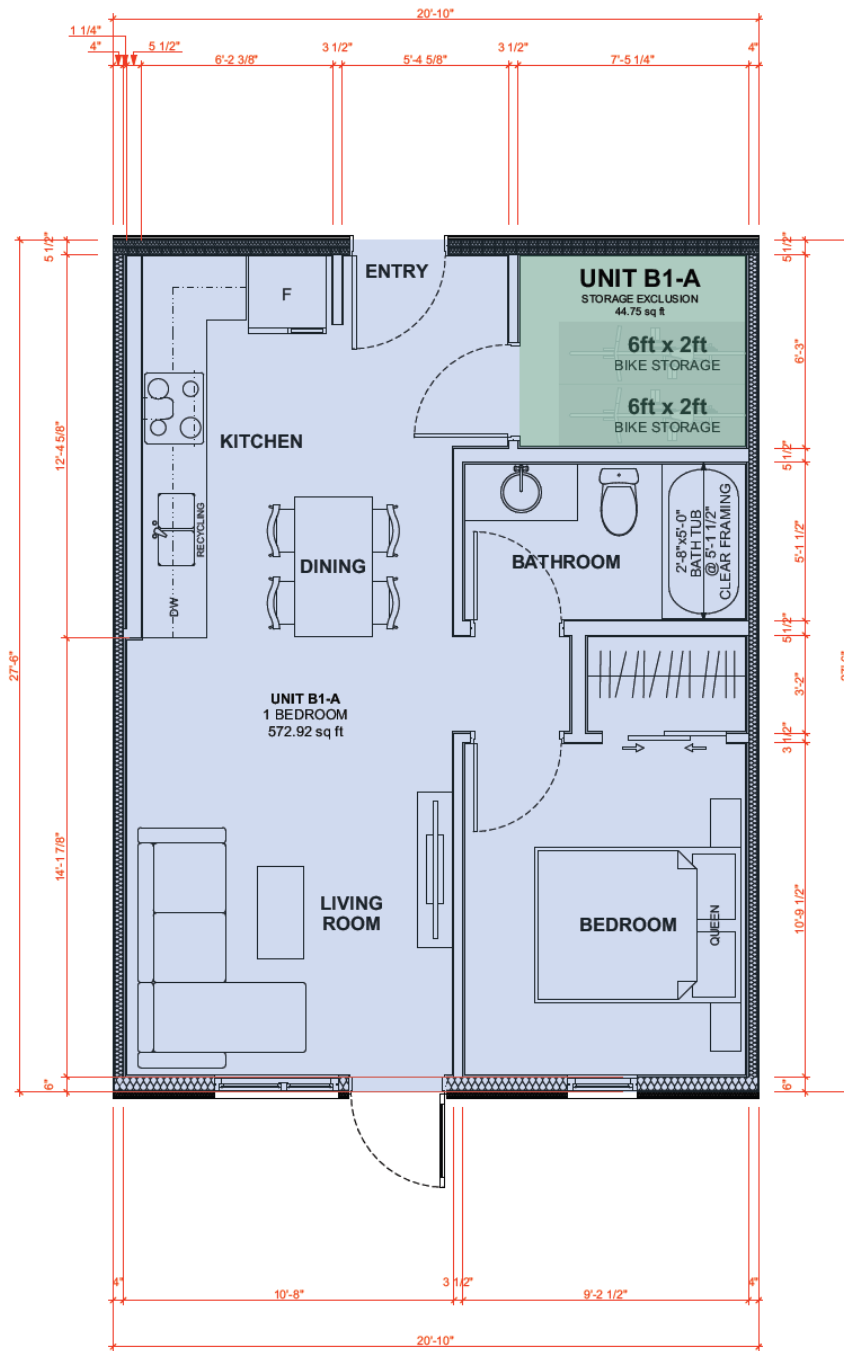 20'-10"
1 1/4"
4"
5 1/2"
6'-2 3/8"
3 1/2"
5'-4 5/8"
3 1/2"
7'-5 1/4"
4"
5 1/2"
12'-4 5/8"
14'-1 7/8"
6"
27'-6"
ENTRY
F
UNIT B1-A
STORAGE EXCLUSION
44.75 sq ft
6ft x 2ft
BIKE STORAGE
6ft x 2ft
BIKE STORAGE
KITCHEN
RECYCLING
DW
DINING
BATHROOM
2'-8"x5'-0"
BATH TUB
@ 5'-1 1/2"
CLEAR FRAMING
UNIT B1-A
1 BEDROOM
572.92 sq ft
LIVING
ROOM
BEDROOM
QUEEN
5 1/2"
6'-3"
5 1/2"
5'-1 1/2"
5 1/2"
3'-2"
3 1/2"
10'-9 1/2"
6"
4"
10'-8"
3 1/2"
9'-2 1/2"
4"
20'-10"